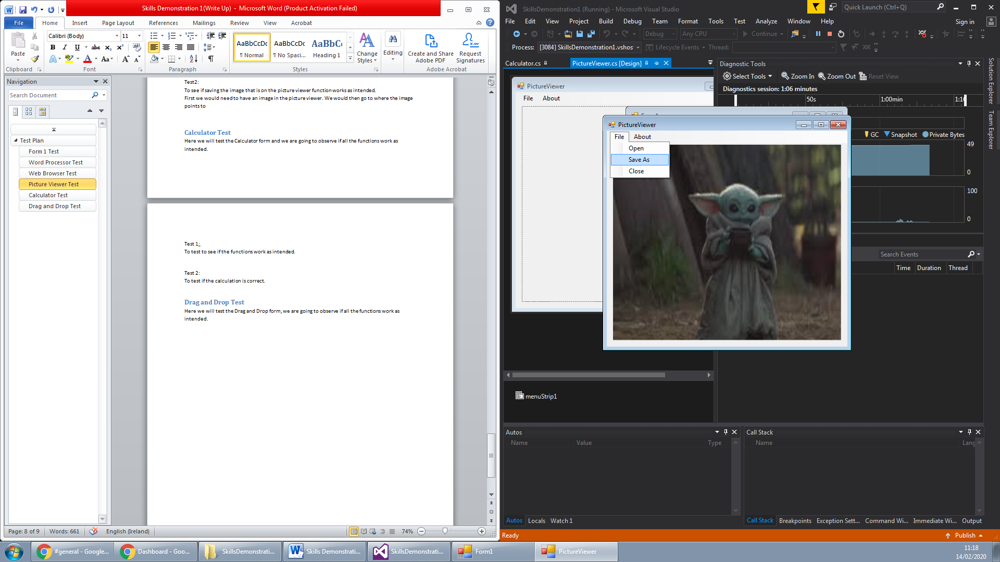 Skills Demonstration 1(Write Up) - Microsoft Word (Product Activation Failed)
File Home Insert Page Layout References Mailings Review View Acrobat
Paste
Calibri (Body) 11
AaBbCcDc AaBbCcDc AaBbCc
¶ Normal ¶ No Spaci... Heading 1
Change Styles
Editing
Create and Share Adobe PDF
Request Signatures
Clipboard Font Paragraph Styles Adobe Acrobat
Navigation
Search Document
Test Plan
Form 1 Test
Word Processor Test
Web Browser Test
Picture Viewer Test
Calculator Test
Drag and Drop Test
Test2:
To see if saving the image that is on the picture viewer function works as intended.
First we would need to have an image in the picture viewer. We would then go to where the image
points to
Calculator Test
Here we will test the Calculator form and we are going to observe if all the functions work as
intended.
Test 1:
To test to see if the functions work as intended.
Test 2:
To test if the calculation is correct.
Drag and Drop Test
Here we will test the Drag and Drop form, we are going to observe if all the functions work as
intended.
Page: 8 of 9 Words: 661 English (Ireland) 74%
SkillsDemonstration1 (Running) - Microsoft Visual Studio
Quick Launch (Ctrl+Q)
File Edit View Project Build Debug Team Format Tools Test Analyze Window Help
Sign in
Debug Any CPU Continue
Process: [3084] SkillsDemonstration1.vshos Lifecycle Events Thread:
Calculator.cs PictureViewer.cs [Design]
PictureViewer
File About
menuStrip1
PictureViewer
File About
Open
Save As
Close
Diagnostic Tools
Select Tools Zoom In Zoom Out Reset View
Diagnostics session: 1:06 minutes
50s 1:00min
GC Snapshot Private Bytes
49
0
100
0
Search Events
Time Duration Thread
Solution Explorer
Team Explorer
Autos
Name Value Type
Autos Locals Watch 1
Call Stack
Name Lang
Call Stack Breakpoints Exception Sett... Command Wi... Immediate Wi... Output
Ready
Publish
#general - Google... Dashboard - Goo... SkillsDemonstrati... Skills Demonstrati... SkillsDemonstrati... Form1 PictureViewer
11:18
14/02/2020